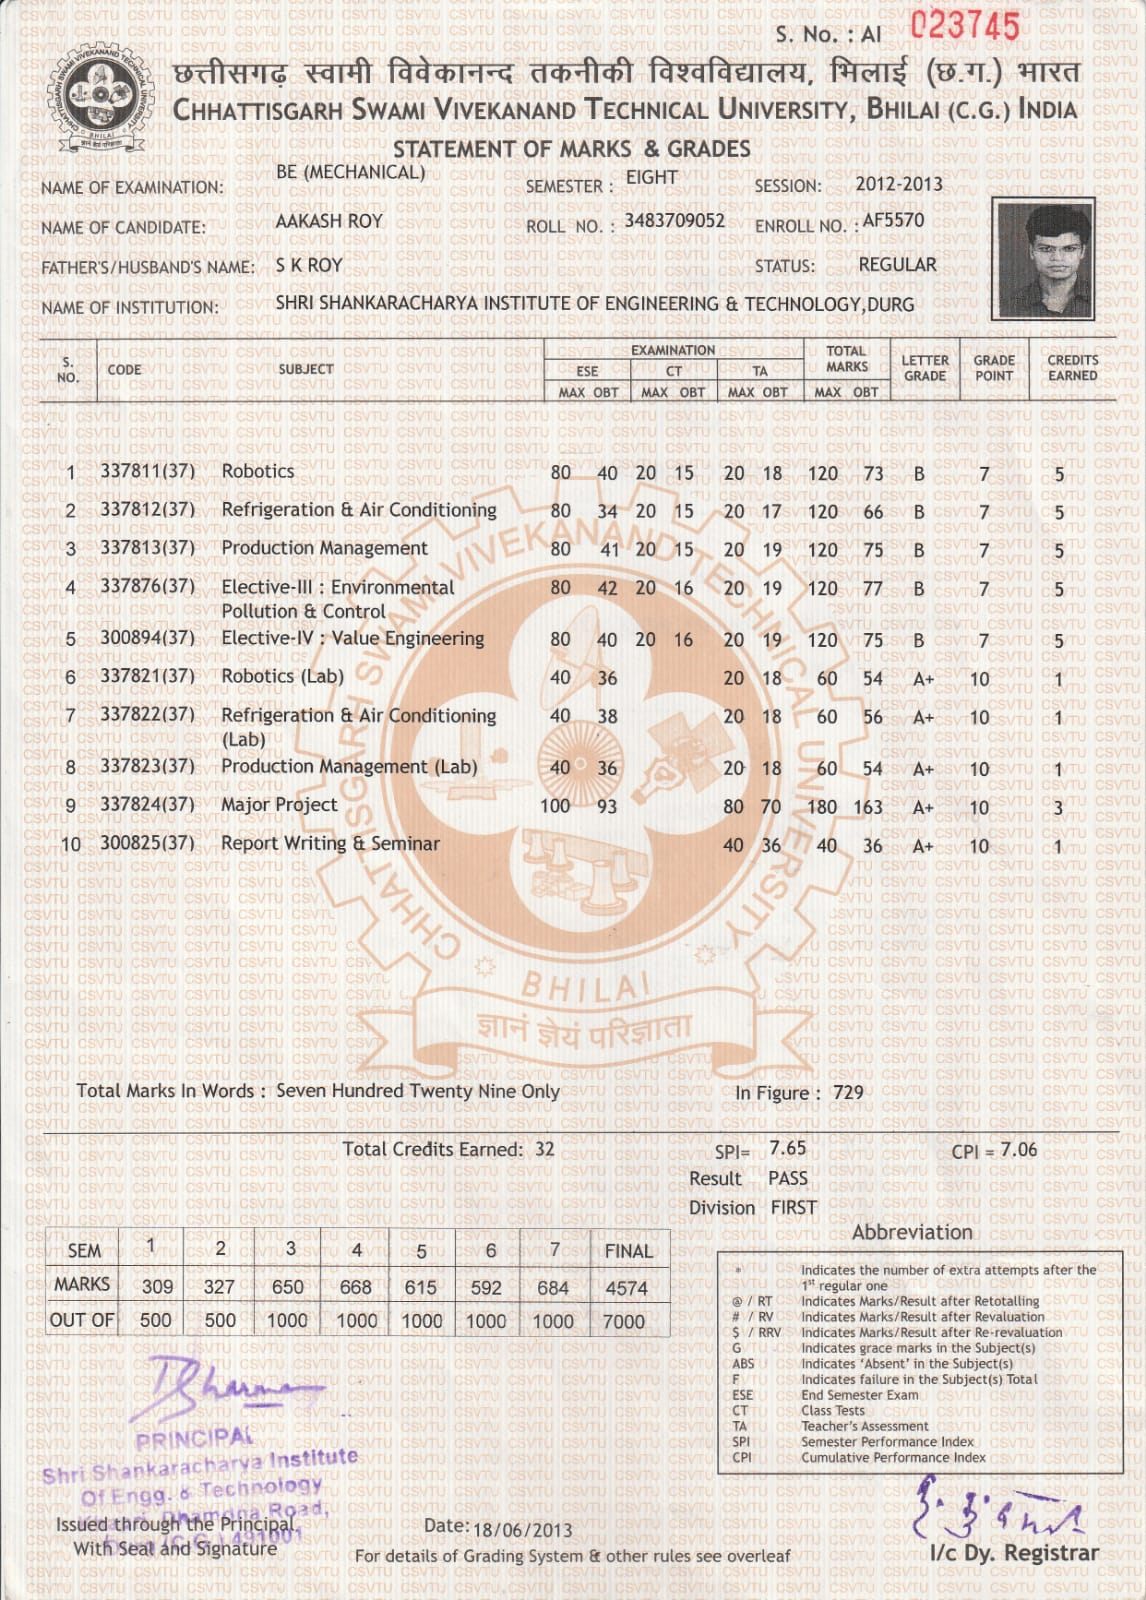 S. No. : AI 023745
छत्तीसगढ़ स्वामी विवेकानन्द तकनीकी विश्वविद्यालय, भिलाई (छ.ग.) भारत
CHHATTISGARH SWAMI VIVEKANAND TECHNICAL UNIVERSITY, BHILAI (C.G.) INDIA
STATEMENT OF MARKS & GRADES
NAME OF EXAMINATION: BE (MECHANICAL) SEMESTER : EIGHT SESSION: 2012-2013
NAME OF CANDIDATE: AAKASH ROY ROLL NO. : 3483709052 ENROLL NO. : AF5570
FATHER'S/HUSBAND'S NAME: S K ROY STATUS: REGULAR
NAME OF INSTITUTION: SHRI SHANKARACHARYA INSTITUTE OF ENGINEERING & TECHNOLOGY,DURG
S. NO. CODE SUBJECT EXAMINATION TOTAL MARKS LETTER GRADE GRADE POINT CREDITS EARNED
ESE CT TA
MAX OBT MAX OBT MAX OBT MAX OBT
1 337811(37) Robotics 80 40 20 15 20 18 120 73 B 7 5
2 337812(37) Refrigeration & Air Conditioning 80 34 20 15 20 17 120 66 B 7 5
3 337813(37) Production Management 80 41 20 15 20 19 120 75 B 7 5
4 337876(37) Elective-III : Environmental 80 42 20 16 20 19 120 77 B 7 5
Pollution & Control
5 300894(37) Elective-IV : Value Engineering 80 40 20 16 20 19 120 75 B 7 5
6 337821(37) Robotics (Lab) 40 36 20 18 60 54 A+ 10 1
7 337822(37) Refrigeration & Air Conditioning 40 38 20 18 60 56 A+ 10 1
(Lab)
8 337823(37) Production Management (Lab) 40 36 20 18 60 54 A+ 10 1
9 337824(37) Major Project 100 93 80 70 180 163 A+ 10 3
10 300825(37) Report Writing & Seminar 40 36 40 36 A+ 10 1
CHHATTISGARH SWAMI VIVEKANAND TECHNICAL UNIVERSITY
BHILAI
ज्ञानं ज्ञेयं परिज्ञाता
Total Marks In Words : Seven Hundred Twenty Nine Only In Figure : 729
Total Credits Earned: 32 SPI= 7.65 CPI = 7.06
Result PASS
Division FIRST
SEM 1 2 3 4 5 6 7 FINAL
MARKS 309 327 650 668 615 592 684 4574
OUT OF 500 500 1000 1000 1000 1000 1000 7000
Abbreviation
* Indicates the number of extra attempts after the
1st regular one
@ / RT Indicates Marks/Result after Retotalling
# / RV Indicates Marks/Result after Revaluation
$ / RRV Indicates Marks/Result after Re-revaluation
G Indicates grace marks in the Subject(s)
ABS Indicates 'Absent' in the Subject(s)
F Indicates failure in the Subject(s) Total
ESE End Semester Exam
CT Class Tests
TA Teacher's Assessment
SPI Semester Performance Index
CPI Cumulative Performance Index
PRINCIPAL
Shri Shankaracharya Institute
Of Engg. & Technology
Road,
491001
Issued through the Principal
With Seal and Signature
Date: 18/06/2013
For details of Grading System & other rules see overleaf
I/c Dy. Registrar